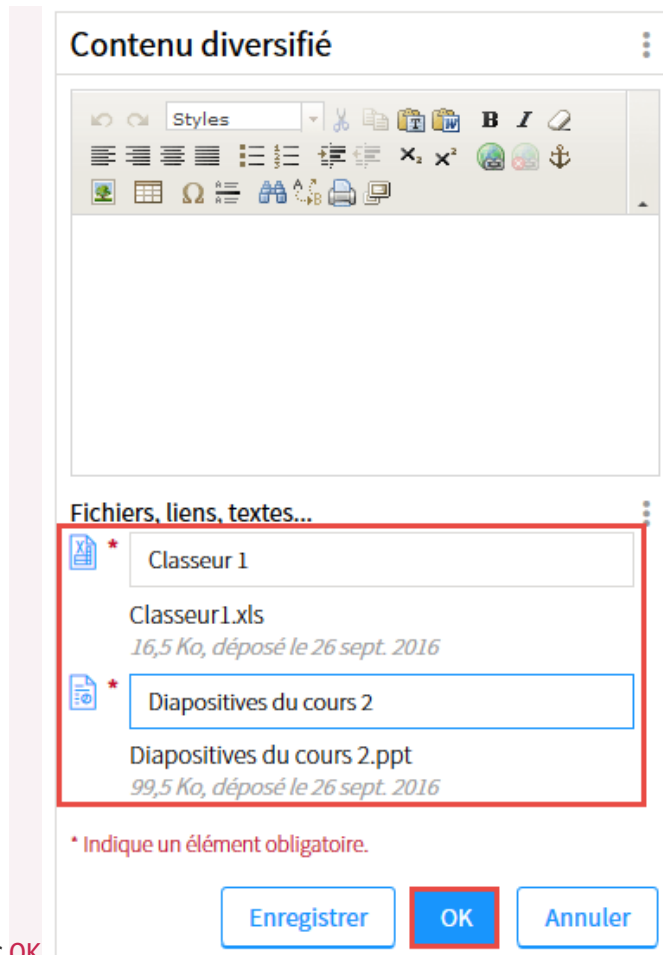 Contenu diversifié
Styles
Fichiers, liens, textes...
* Classeur 1
Classeur1.xls
16,5 Ko, déposé le 26 sept. 2016
* Diapositives du cours 2
Diapositives du cours 2.ppt
99,5 Ko, déposé le 26 sept. 2016
* Indique un élément obligatoire.
Enregistrer OK Annuler
OK